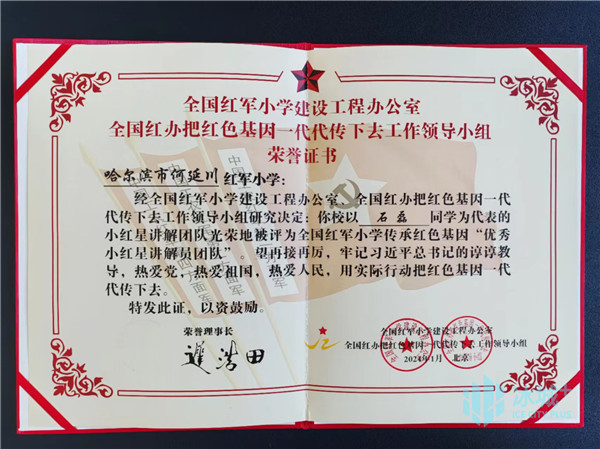 全国红军小学建设工程办公室
全国红办把红色基因一代代传下去工作领导小组
荣誉证书
哈尔滨市何延川 红军小学：
经全国红军小学建设工程办公室、全国红办把红色基因一代
代传下去工作领导小组研究决定：你校以 石磊 同学为代表的
小红星讲解团队光荣地被评为全国红军小学传承红色基因“优秀
小红星讲解员团队”。望再接再厉，牢记习近平总书记的谆谆教
导，热爱党，热爱祖国，热爱人民，用实际行动把红色基因一代
代传下去。
特发此证，以资鼓励。
荣誉理事长
浩田
全国红军小学建设工程办公室
全国红办把红色基因一代代传下去工作领导小组
2024年1月 北京
冰城+
ICE CITY PLUS